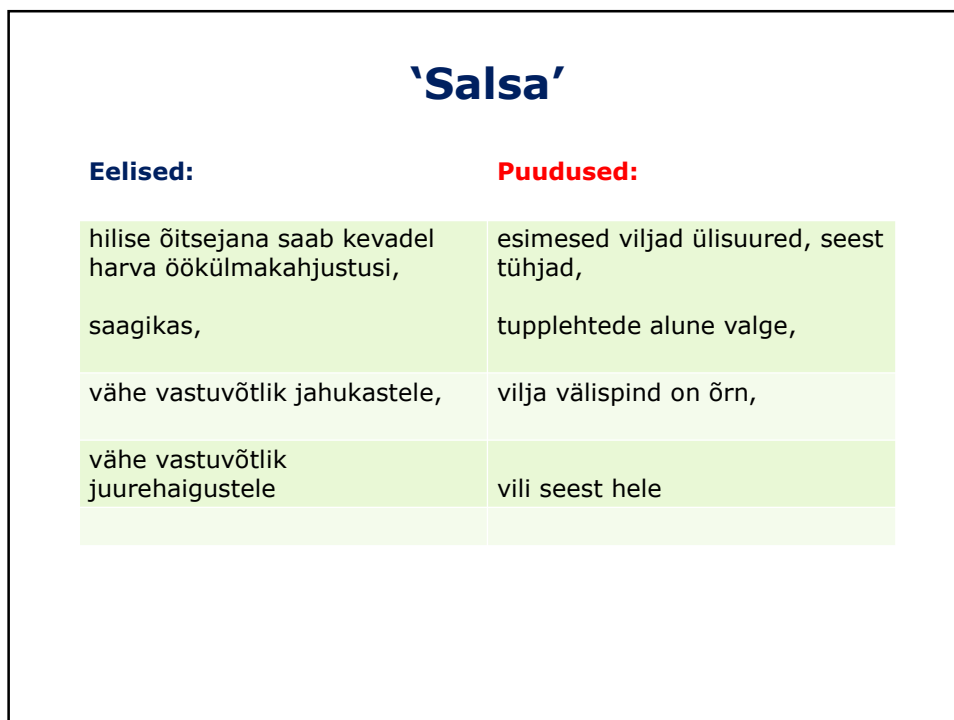 ‘Salsa’
Eelised:
Puudused:
hilise õitsejana saab kevadel
harva öökülmakahjustusi,
esimesed viljad ülisuured, seest
tühjad,
saagikas,
tupplehtede alune valge,
vähe vastuvõtlik jahukastele,
vilja välispind on õrn,
vähe vastuvõtlik
juurehaigustele
vili seest hele